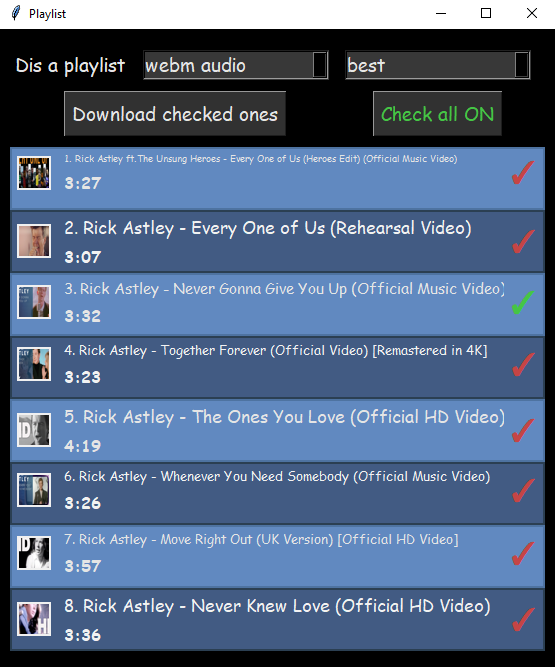 Playlist
Dis a playlist
webm audio
best
Download checked ones
Check all ON
1. Rick Astley ft.The Unsung Heroes - Every One of Us (Heroes Edit) (Official Music Video)
3:27
2. Rick Astley - Every One of Us (Rehearsal Video)
3:07
3. Rick Astley - Never Gonna Give You Up (Official Music Video)
3:32
4. Rick Astley - Together Forever (Official Video) [Remastered in 4K]
3:23
5. Rick Astley - The Ones You Love (Official HD Video)
4:19
6. Rick Astley - Whenever You Need Somebody (Official Music Video)
3:26
7. Rick Astley - Move Right Out (UK Version) [Official HD Video]
3:57
8. Rick Astley - Never Knew Love (Official HD Video)
3:36